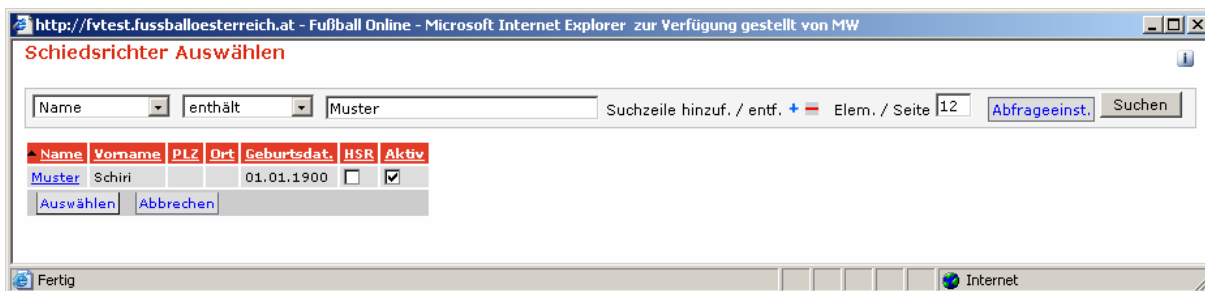 http://fvtest.fussballoesterreich.at - Fußball Online - Microsoft Internet Explorer zur Verfügung gestellt von MW
Schiedsrichter Auswählen
Name enthält Muster Suchzeile hinzuf. / entf. Elem. / Seite 12 Abfrageeinst. Suchen
Name Vorname PLZ Ort Geburtsdat. HSR Aktiv
Muster Schiri 01.01.1900
Auswählen Abbrechen
Fertig Internet